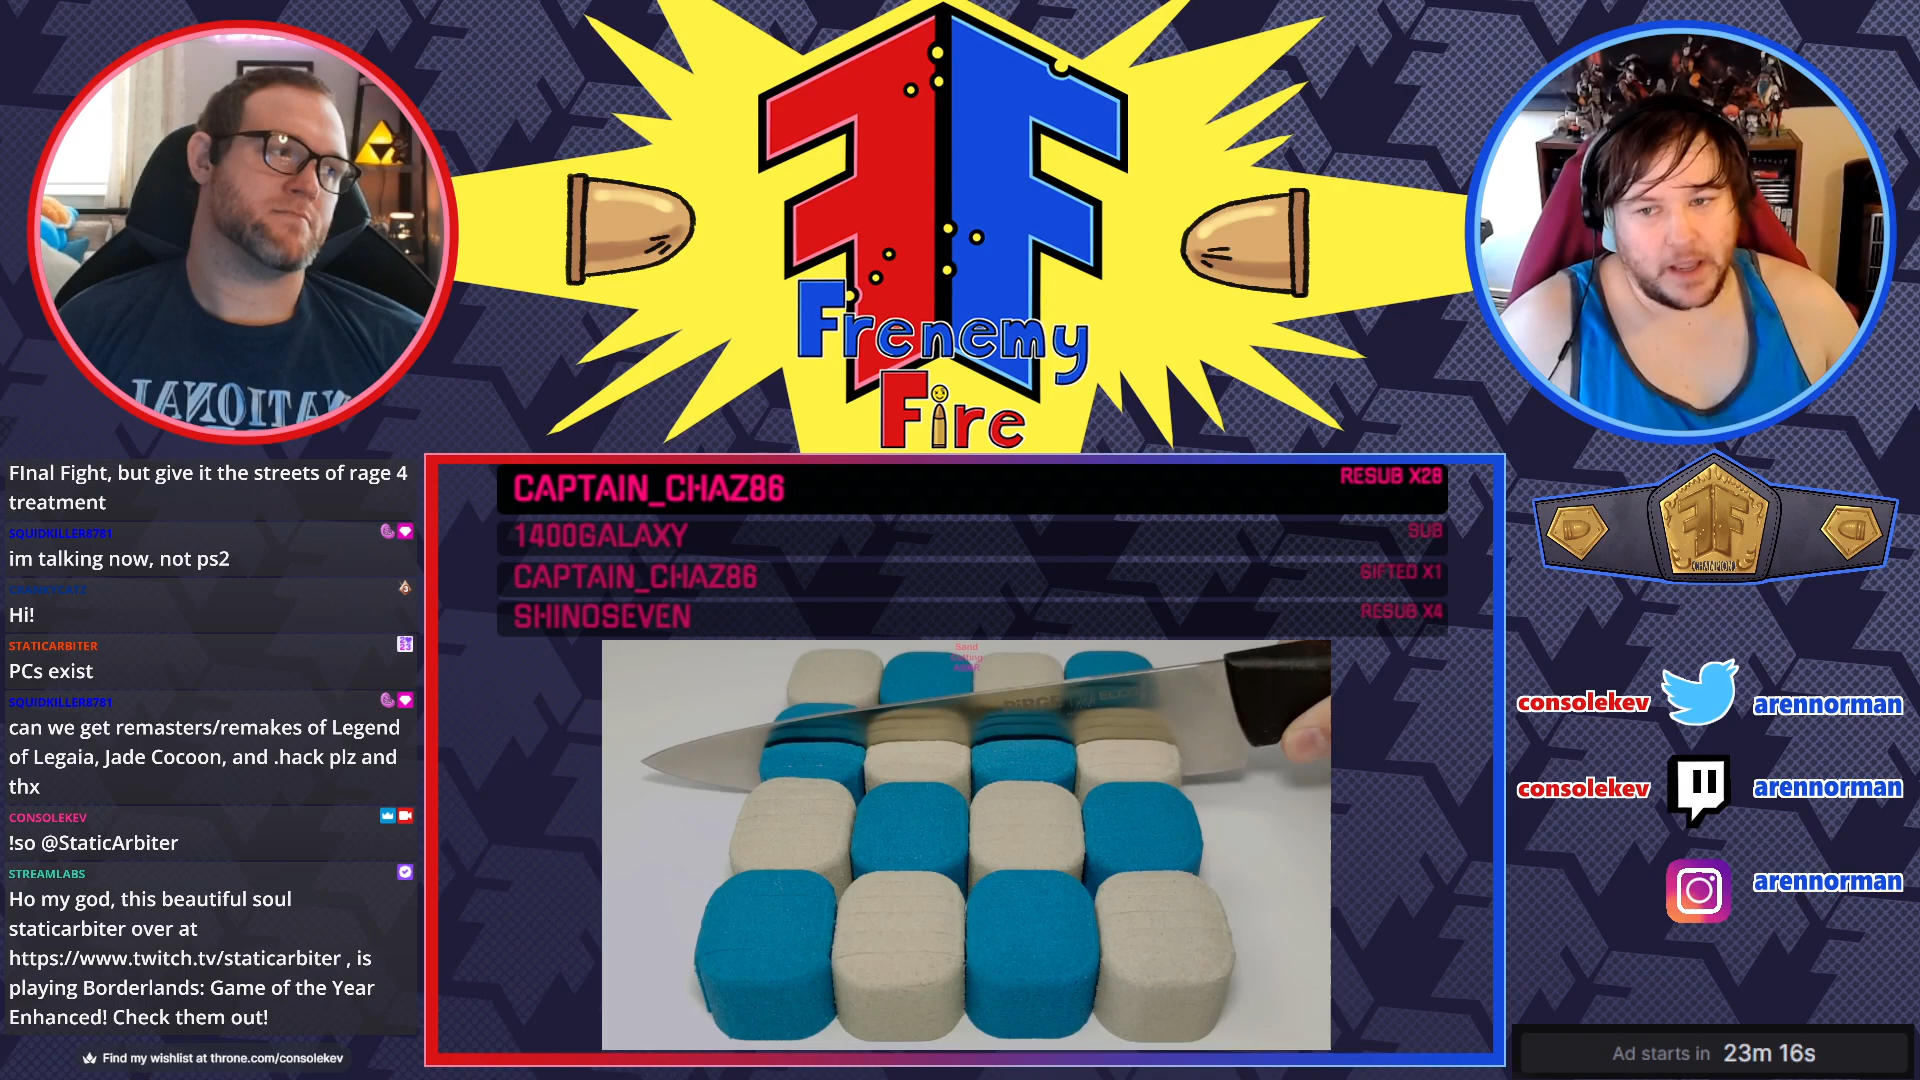 Frenemy
Fire
NATIONAL
FInal Fight, but give it the streets of rage 4
treatment
SQUIDKILLER8781
im talking now, not ps2
Hi!
STATICARBITER
PCs exist
SQUIDKILLER8781
can we get remasters/remakes of Legend
of Legaia, Jade Cocoon, and .hack plz and
thx
CONSOLEKEV
!so @StaticArbiter
STREAMLABS
Ho my god, this beautiful soul
staticarbiter over at
https://www.twitch.tv/staticarbiter , is
playing Borderlands: Game of the Year
Enhanced! Check them out!
Find my wishlist at throne.com/consolekev
CAPTAIN_CHAZ86 RESUB X28
1400GALAXY SUB
CAPTAIN_CHAZ86 GIFTED X1
SHINOSEVEN RESUB X4
Sand
Cutting
FF
CHAMPION
consolekev arennorman
consolekev arennorman
arennorman
Ad starts in 23m 16s